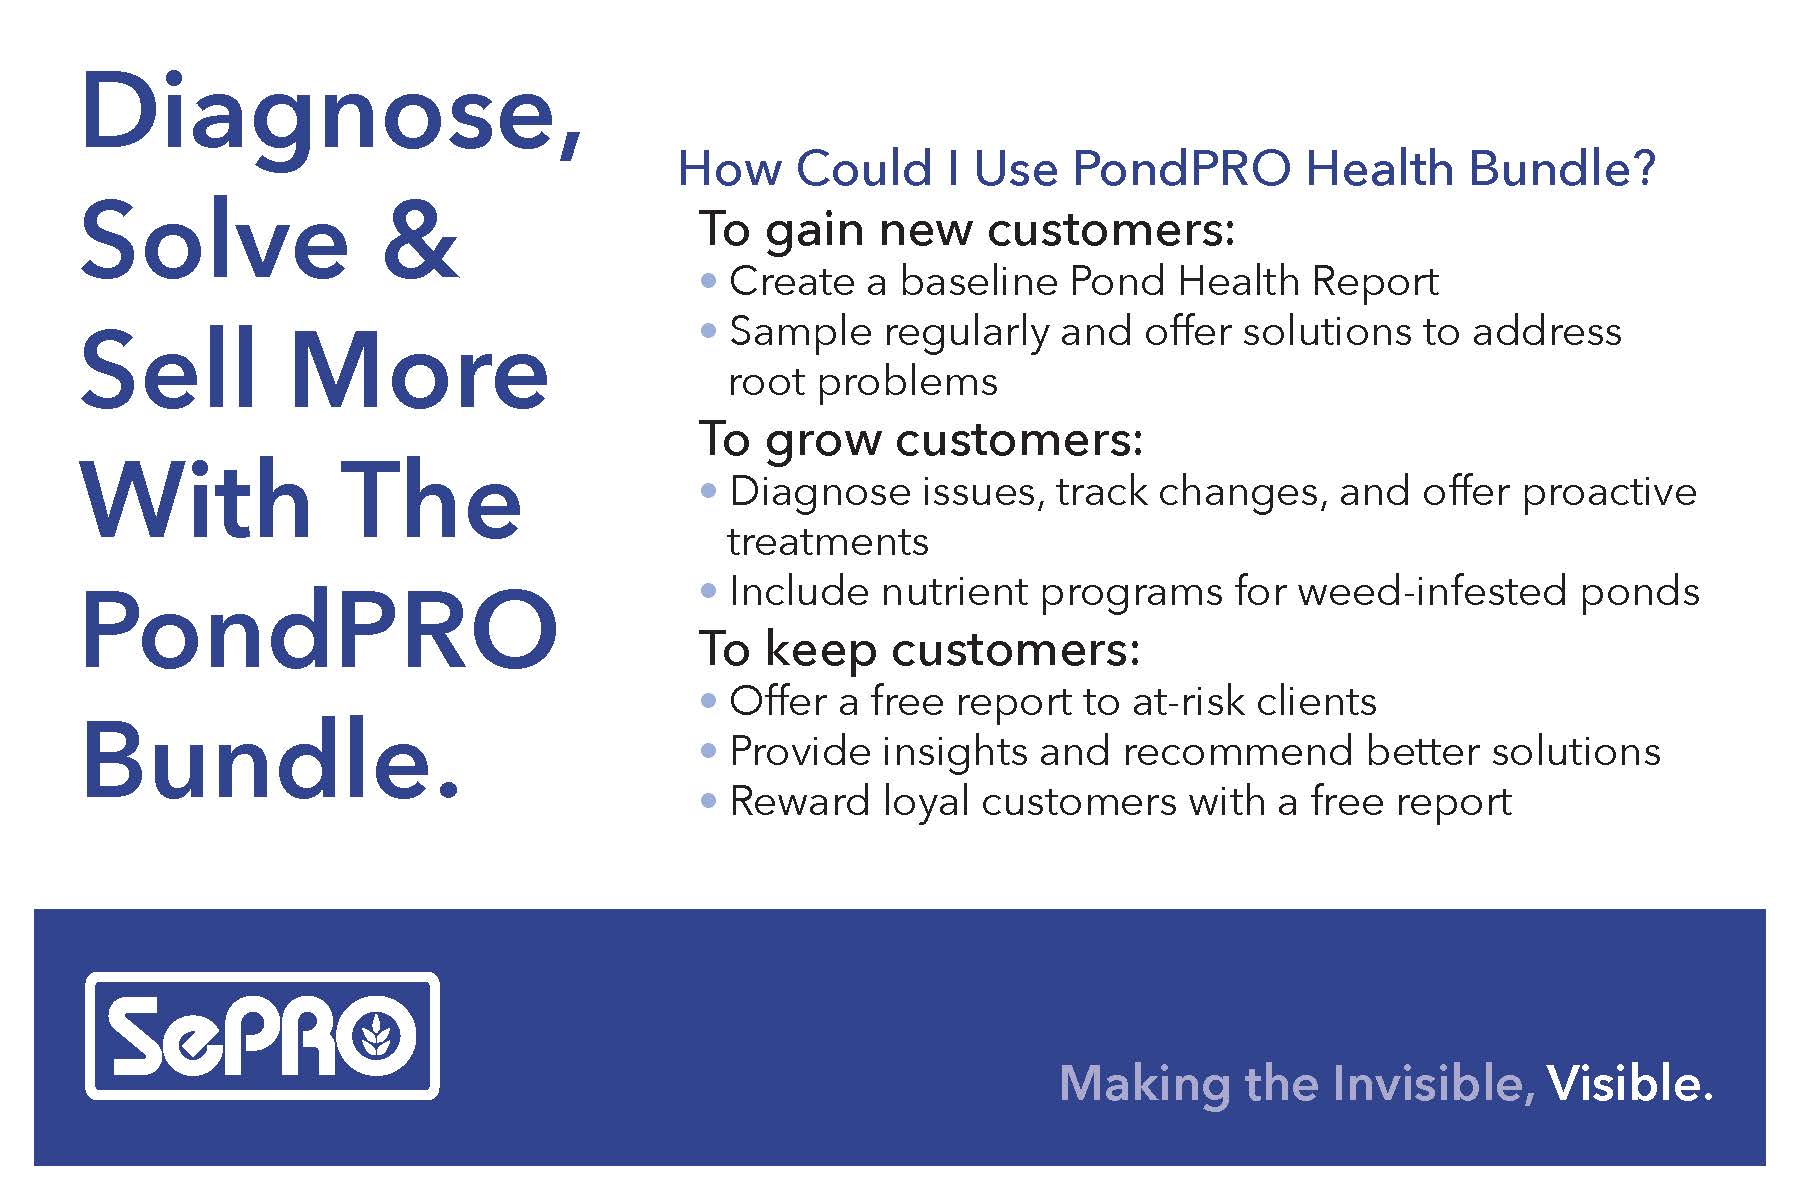 Diagnose,
Solve &
Sell More
With The
PondPRO
Bundle.
How Could I Use PondPRO Health Bundle?
To gain new customers:
• Create a baseline Pond Health Report
• Sample regularly and offer solutions to address
root problems
To grow customers:
• Diagnose issues, track changes, and offer proactive
treatments
• Include nutrient programs for weed-infested ponds
To keep customers:
• Offer a free report to at-risk clients
• Provide insights and recommend better solutions
• Reward loyal customers with a free report
SePRO
Making the Invisible, Visible.